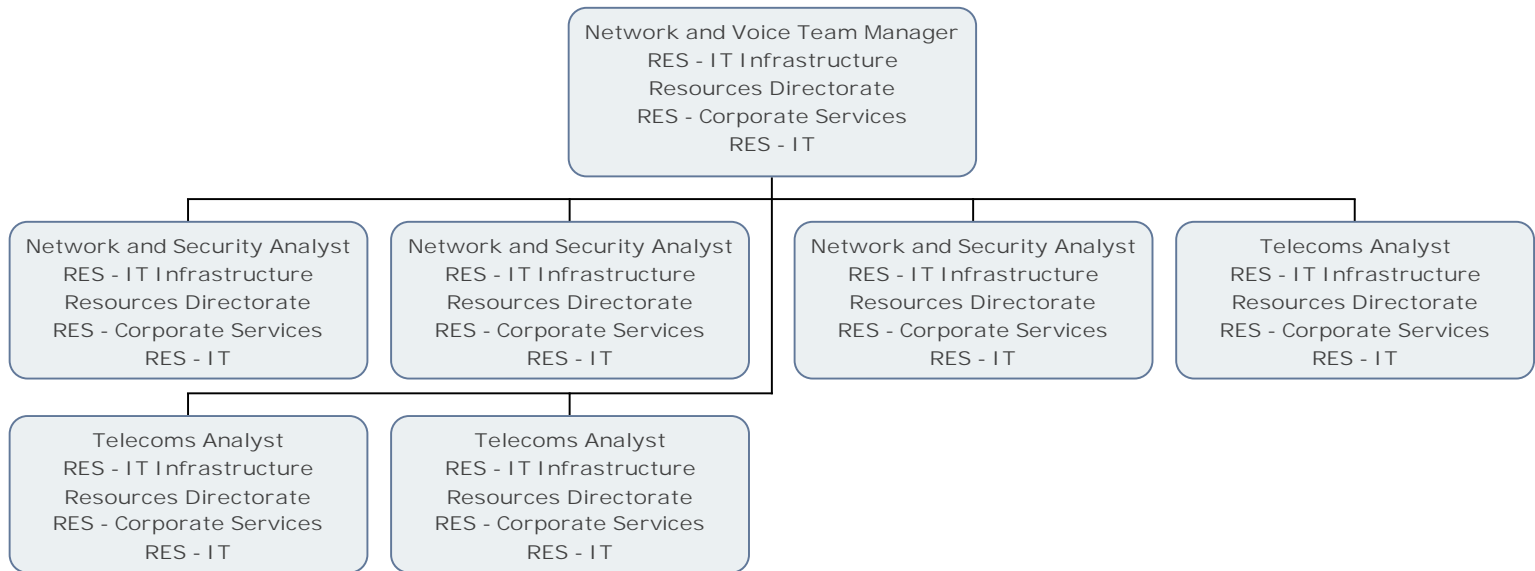 Network and Voice Team Manager
RES - IT Infrastructure
Resources Directorate
RES - Corporate Services
RES - IT
Network and Security Analyst
RES - IT Infrastructure
Resources Directorate
RES - Corporate Services
RES - IT
Network and Security Analyst
RES - IT Infrastructure
Resources Directorate
RES - Corporate Services
RES - IT
Network and Security Analyst
RES - IT Infrastructure
Resources Directorate
RES - Corporate Services
RES - IT
Telecoms Analyst
RES - IT Infrastructure
Resources Directorate
RES - Corporate Services
RES - IT
Telecoms Analyst
RES - IT Infrastructure
Resources Directorate
RES - Corporate Services
RES - IT
Telecoms Analyst
RES - IT Infrastructure
Resources Directorate
RES - Corporate Services
RES - IT